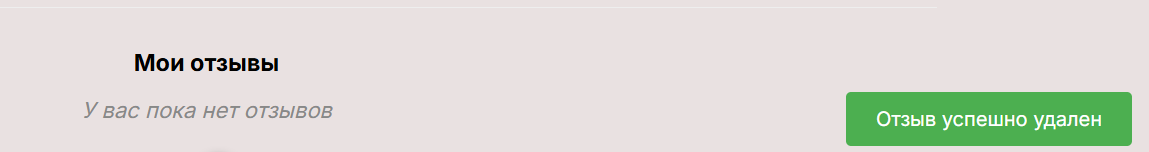 Мои отзывы
У вас пока нет отзывов
Отзыв успешно удален